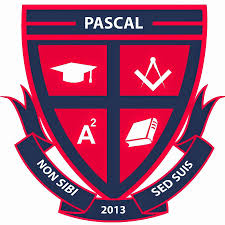 PASCAL
A²
NON SIBI
2013
SED SUIS